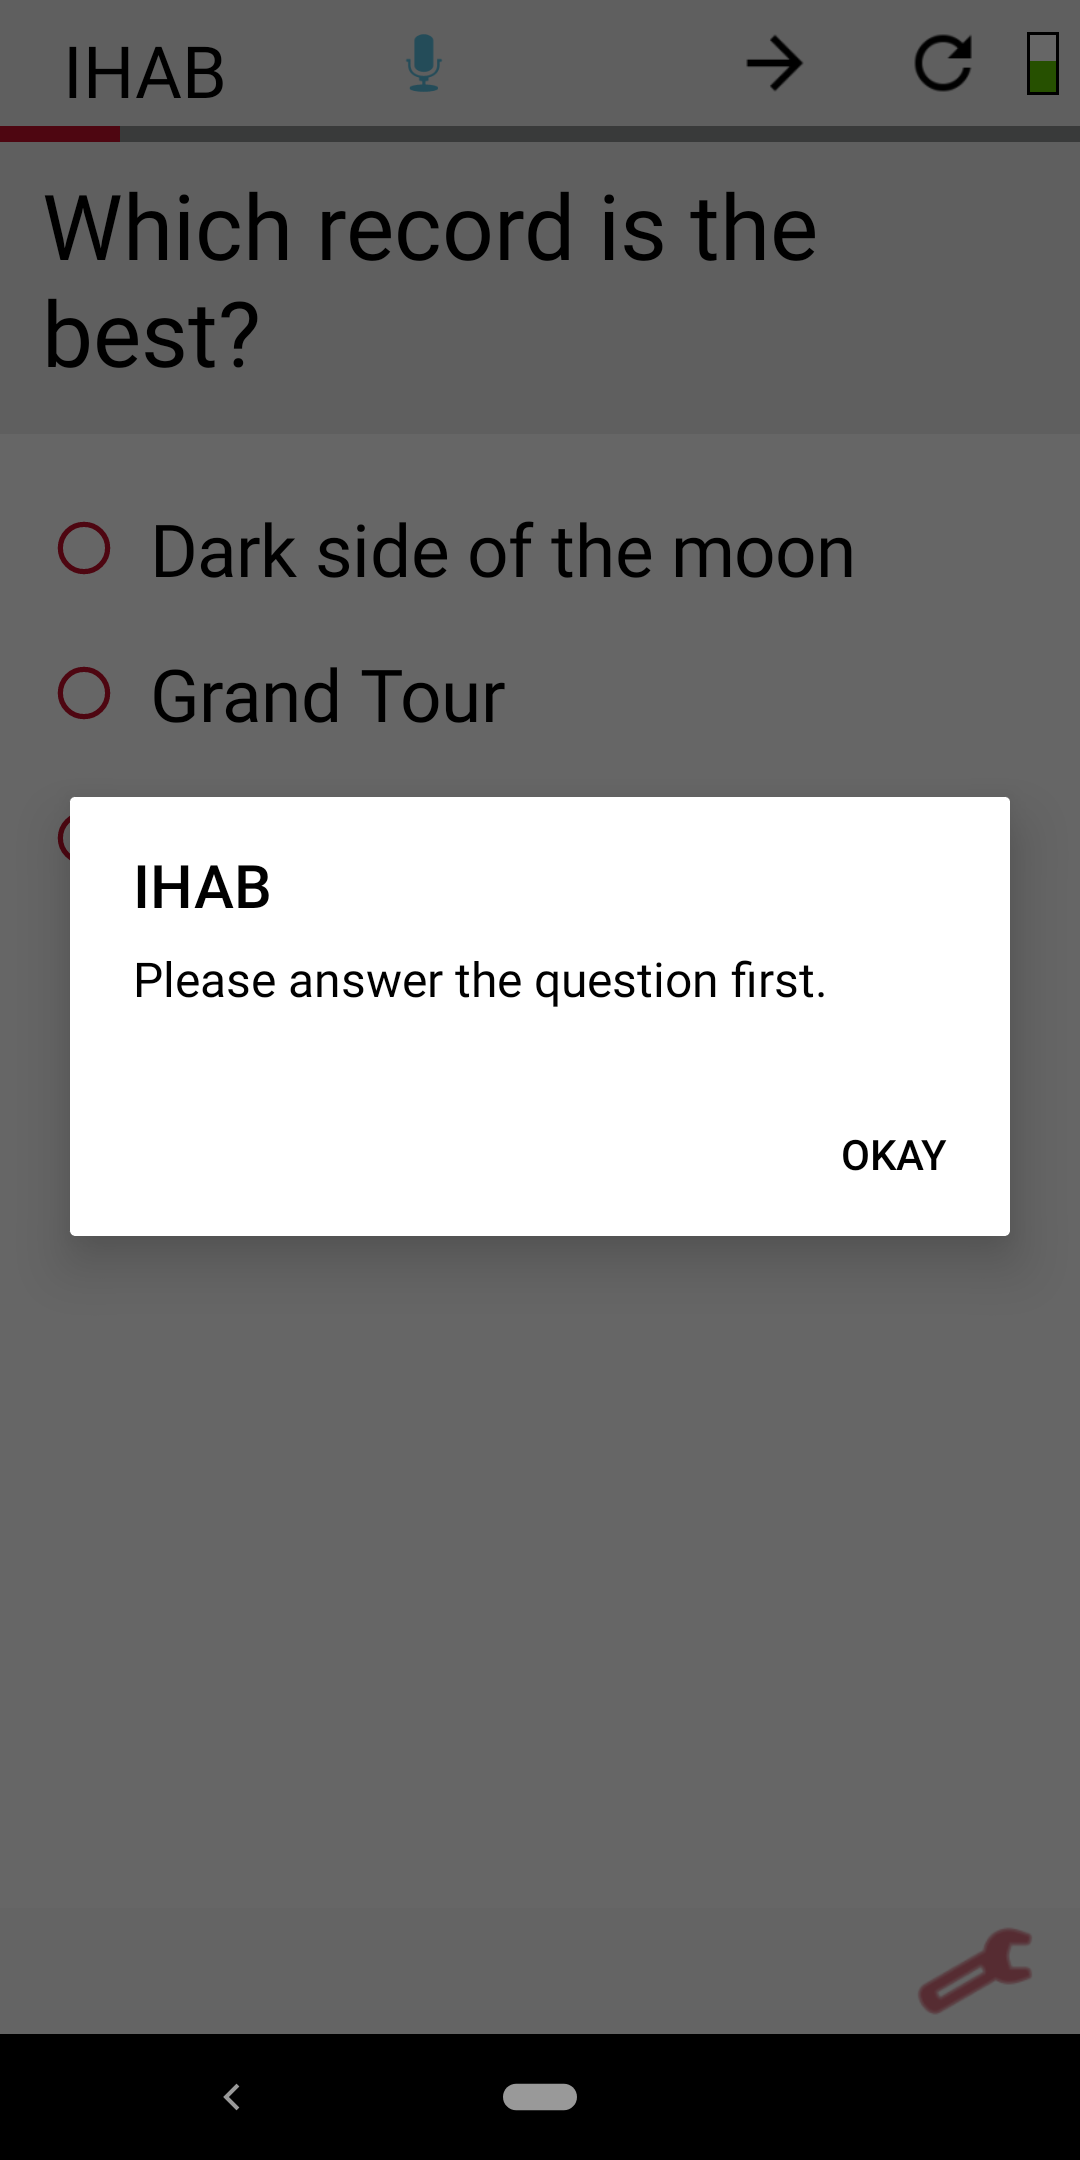 IHAB
Which record is the
best?
Dark side of the moon
Grand Tour
IHAB
Please answer the question first.
OKAY